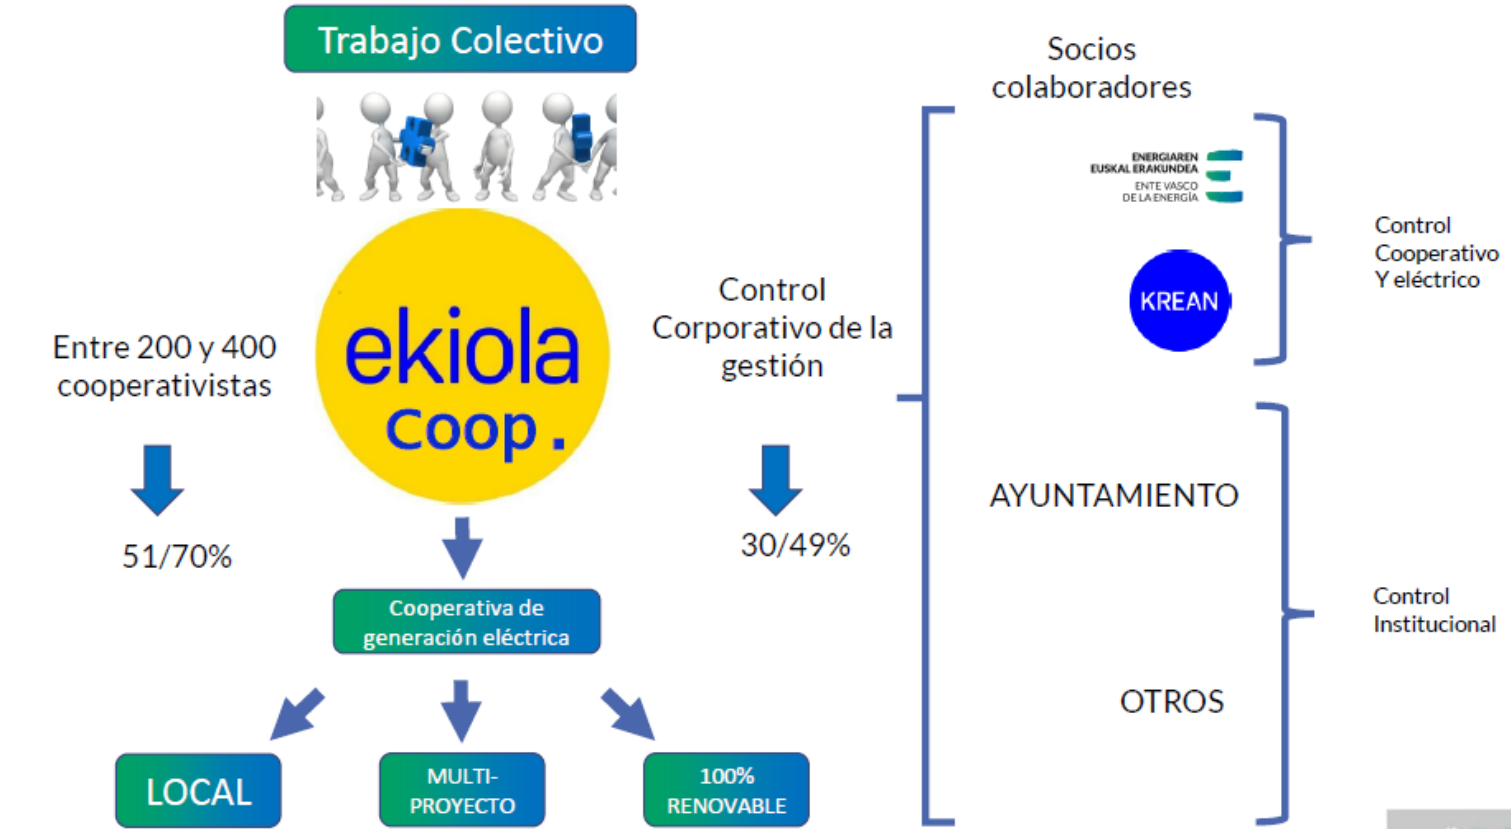 Trabajo Colectivo
Entre 200 y 400
cooperativistas
51/70%
ekiola
coop.
Cooperativa de
generación eléctrica
LOCAL
MULTI-
PROYECTO
100%
RENOVABLE
Control
Corporativo de la
gestión
30/49%
Socios
colaboradores
ENERGIAREN
EUSKAL ERAKUNDEA
ENTE VASCO
DE LA ENERGÍA
KREAN
AYUNTAMIENTO
OTROS
Control
Cooperativo
Y eléctrico
Control
Institucional